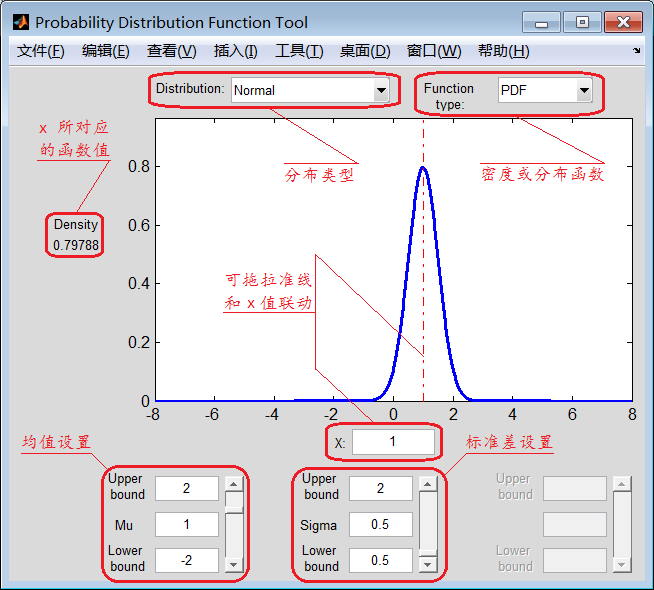 Probability Distribution Function Tool
文件(F) 编辑(E) 查看(V) 插入(I) 工具(T) 桌面(D) 窗口(W) 帮助(H)
Distribution: Normal
Function type: PDF
x 所对应
的函数值
分布类型
密度或分布函数
Density
0.79788
可拖拉准线
和 x 值联动
0.8
0.6
0.4
0.2
0
-8 -6 -4 -2 0 2 4 6 8
X: 1
均值设置
标准差设置
Upper bound 2
Mu 1
Lower bound -2
Upper bound 2
Sigma 0.5
Lower bound 0.5
Upper bound
Lower bound